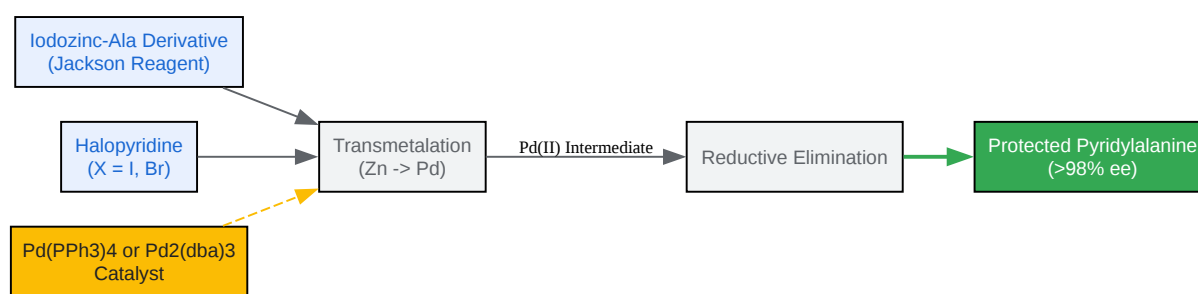 Iodozinc-Ala Derivative
(Jackson Reagent)
Halopyridine
(X = I, Br)
Pd(PPh3)4 or Pd2(dba)3
Catalyst
Transmetalation
(Zn -> Pd)
Pd(II) Intermediate
Reductive Elimination
Protected Pyridylalanine
(>98% ee)